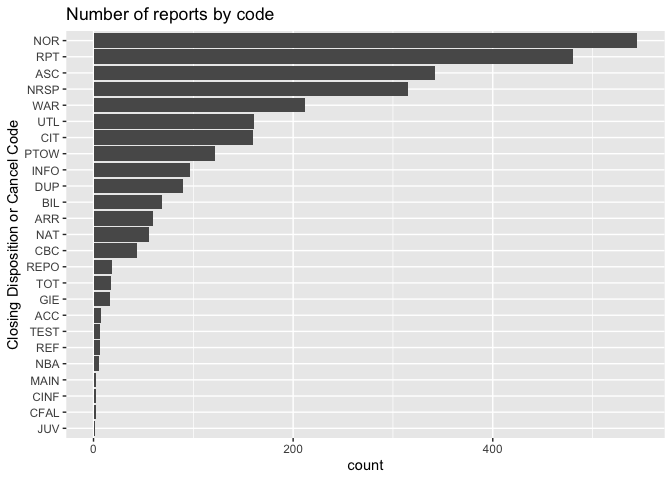 Number of reports by code
Closing Disposition or Cancel Code
NOR
RPT
ASC
NRSP
WAR
UTL
CIT
PTOW
INFO
DUP
BIL
ARR
NAT
CBC
REPO
TOT
GIE
ACC
TEST
REF
NBA
MAIN
CINF
CFAL
JUV
0 200 400
count